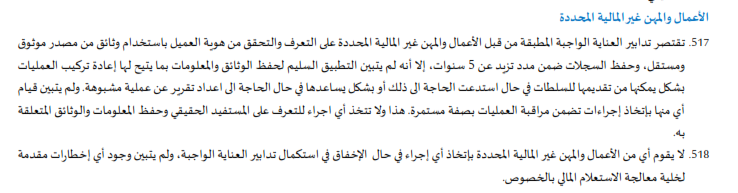 الأعمال والمهن غير المالية المحددة
517. تقتصر تدابير العناية الواجبة المطبقة من قبل الأعمال والمهن غير المالية المحددة على التعرف والتحقق من هوية العميل باستخدام وثائق من مصدر موثوق
ومستقل، وحفظ السجلات ضمن مدد تزيد عن 5 سنوات، إلا أنه لم يتبين التطبيق السليم لحفظ الوثائق والمعلومات بما يتيح لها إعادة تركيب العمليات
بشكل يمكنها من تقديمها للسلطات في حال استدعت الحاجة الى ذلك أو بشكل يساعدها في حال الحاجة الى اعداد تقرير عن عملية مشبوهة. ولم يتبين قيام
أي منها بإتخاذ إجراءات تضمن مراقبة العمليات بصفة مستمرة. هذا ولا تتخذ أي اجراء للتعرف على المستفيد الحقيقي وحفظ المعلومات والوثائق المتعلقة
به.
518. لا يقوم أي من الأعمال والمهن غير المالية المحددة بإتخاذ أي إجراء في حال الإخفاق في استكمال تدابير العناية الواجبة، ولم يتبين وجود أي إخطارات مقدمة
لخلية معالجة الاستعلام المالي بالخصوص.